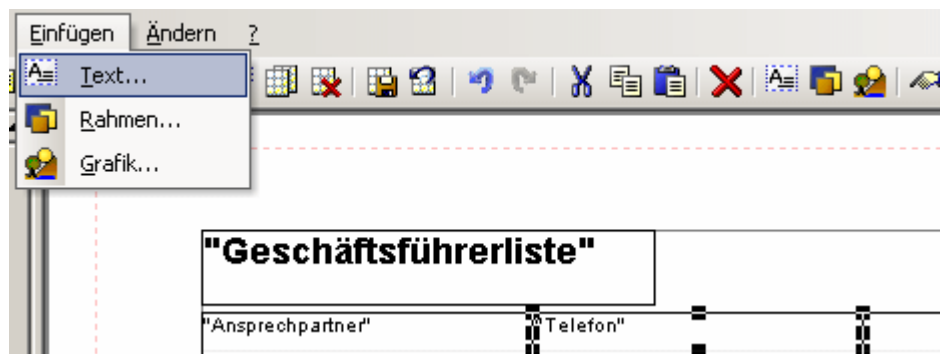 Einfügen Ändern ?
Text...
Rahmen...
Grafik...
"Geschäftsführerliste"
"Ansprechpartner" "Telefon"